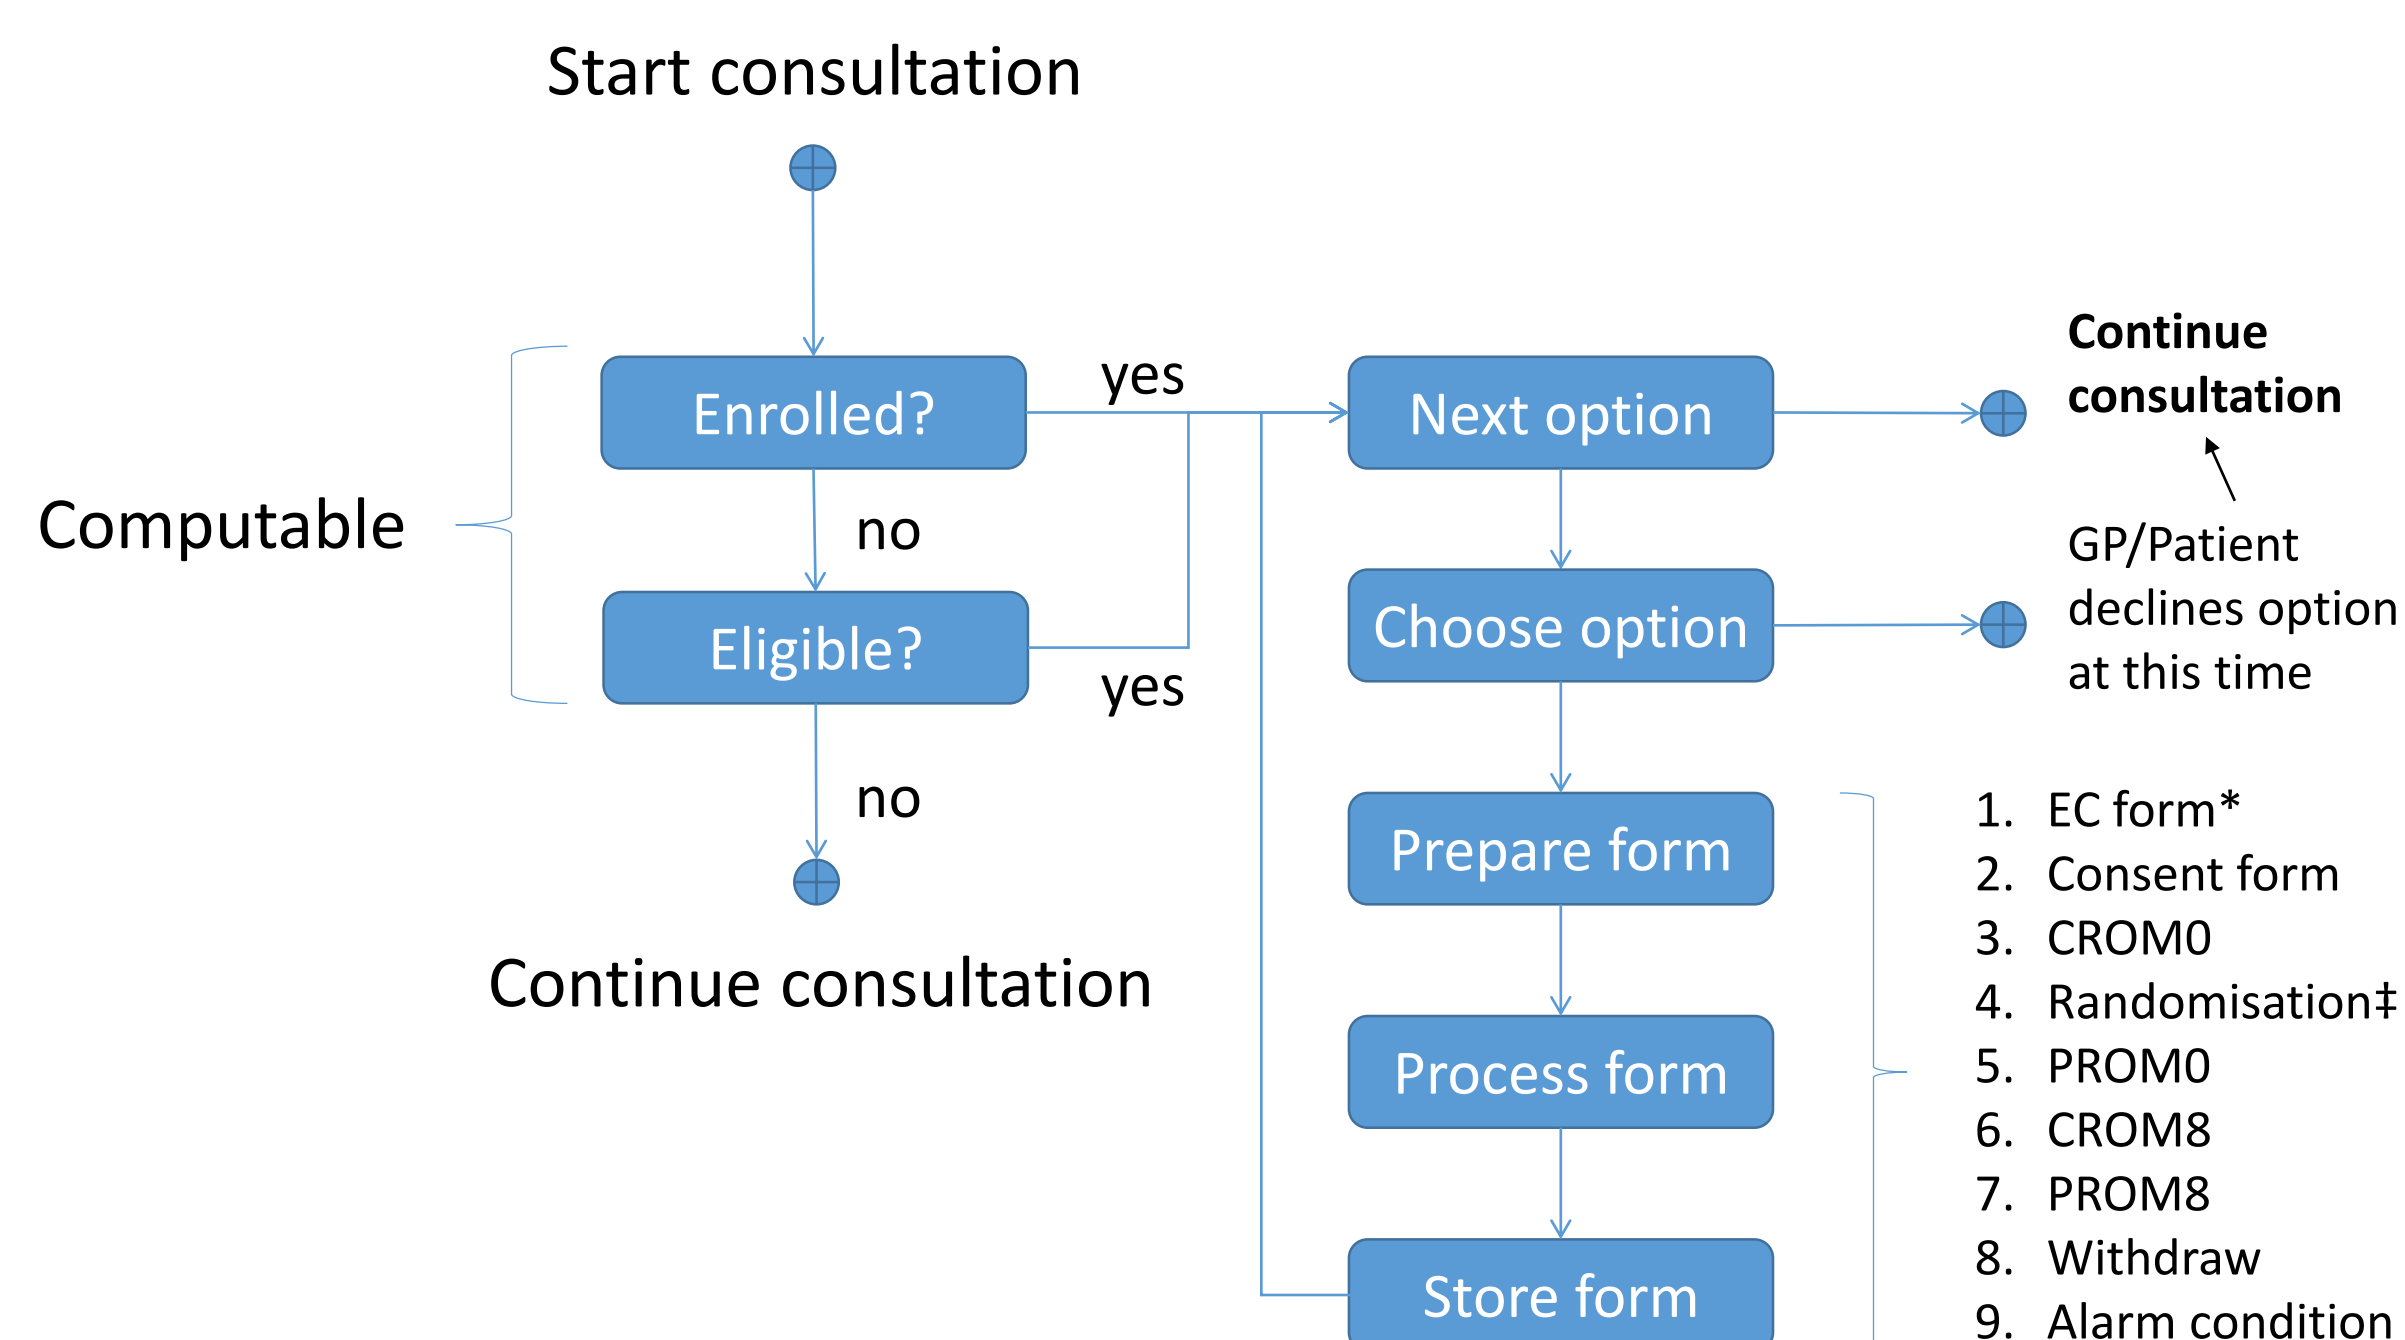 Start consultation
Enrolled?
yes
Next option
Continue
consultation
Computable
no
GP/Patient
declines option
at this time
Eligible?
yes
Choose option
no
Continue consultation
Prepare form
Process form
Store form
1. EC form*
2. Consent form
3. CROM0
4. Randomisation‡
5. PROM0
6. CROM8
7. PROM8
8. Withdraw
9. Alarm condition